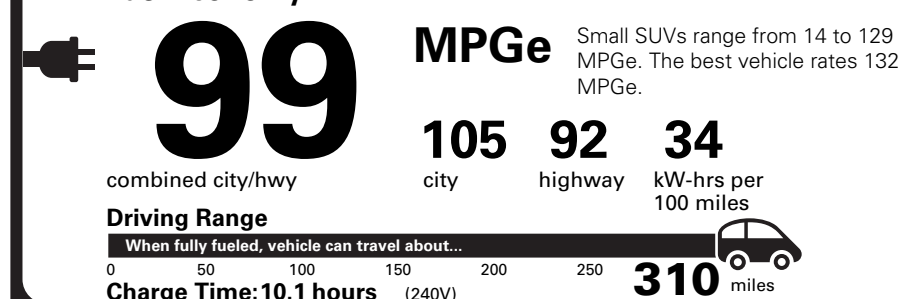 99
MPGe
Small SUVs range from 14 to 129
MPGe. The best vehicle rates 132
MPGe.
combined city/hwy
105 92 34
city highway kW-hrs per
100 miles
Driving Range
When fully fueled, vehicle can travel about...
0 50 100 150 200 250 310 miles
Charge Time: 10.1 hours (240V)